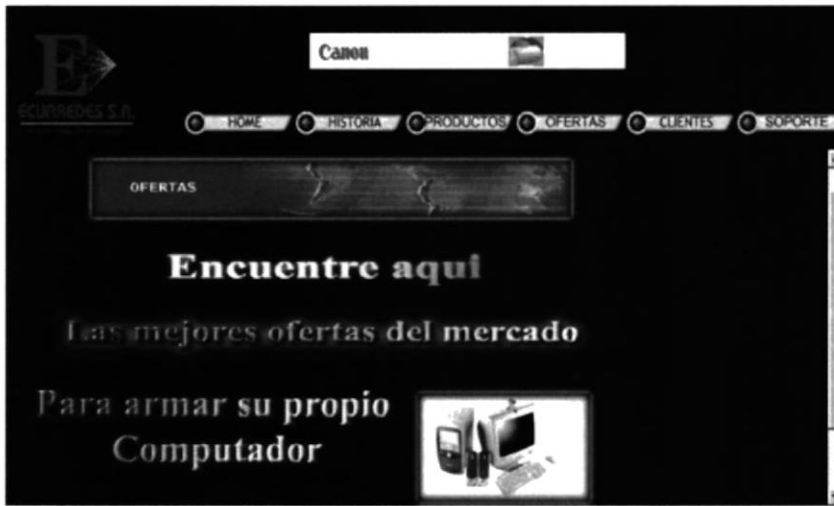 Canon
ECUAREDES S.A.
HOME HISTORIA PRODUCTOS OFERTAS CLIENTES SOPORTE
OFERTAS
Encuentre aqui
Las mejores ofertas del mercado
Para armar su propio
Computador